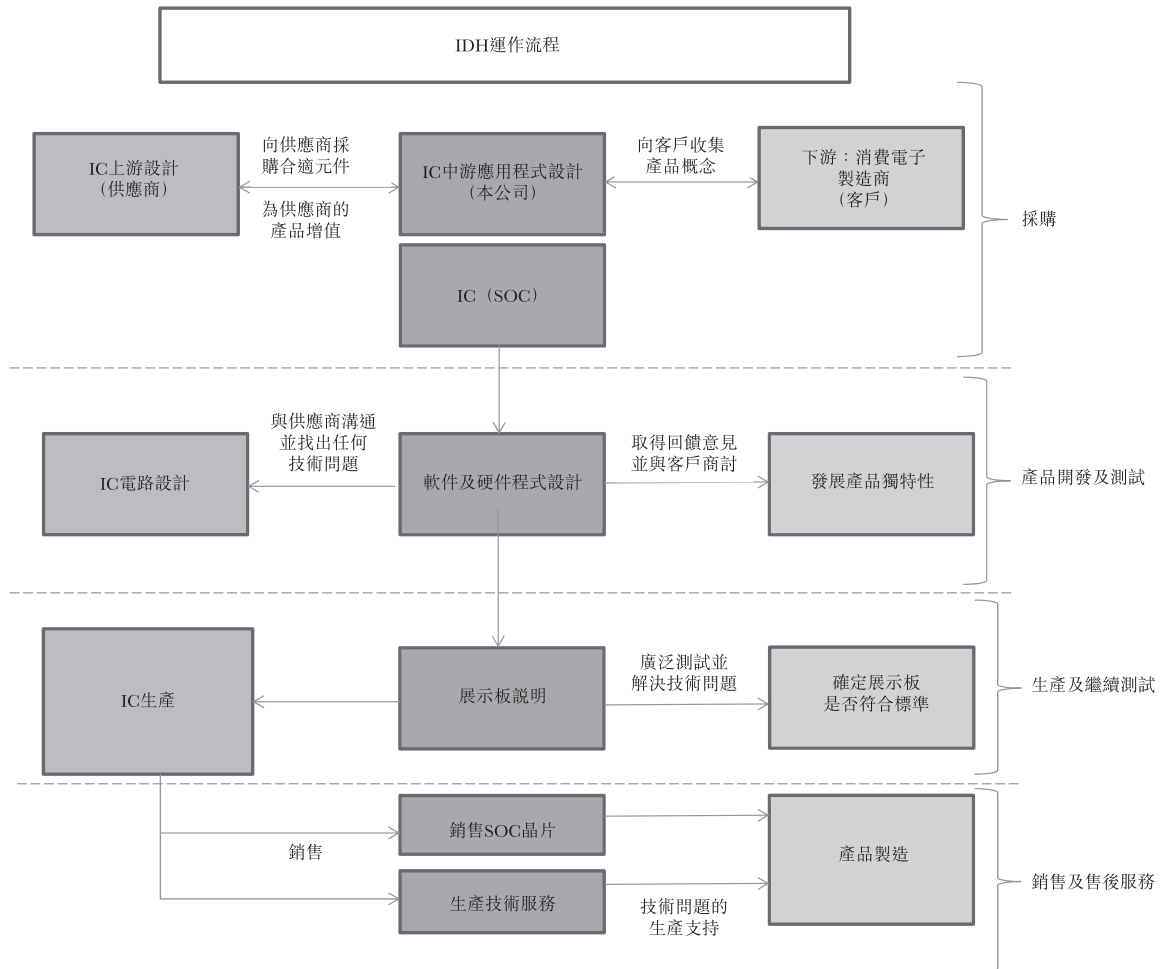 IDH運作流程
IC上游設計
（供應商）
向供應商採
購合適元件
為供應商的
產品增值
IC中游應用程式設計
（本公司）
向客戶收集
產品概念
下游：消費電子
製造商
（客戶）
採購
IC（SOC）
與供應商溝通
並找出任何
技術問題
IC電路設計
軟件及硬件程式設計
取得回饋意見
並與客戶商討
發展產品獨特性
產品開發及測試
IC生產
展示板説明
廣泛測試並
解決技術問題
確定展示板
是否符合標準
生產及繼續測試
銷售
銷售SOC晶片
生產技術服務
技術問題的
生產支持
產品製造
銷售及售後服務